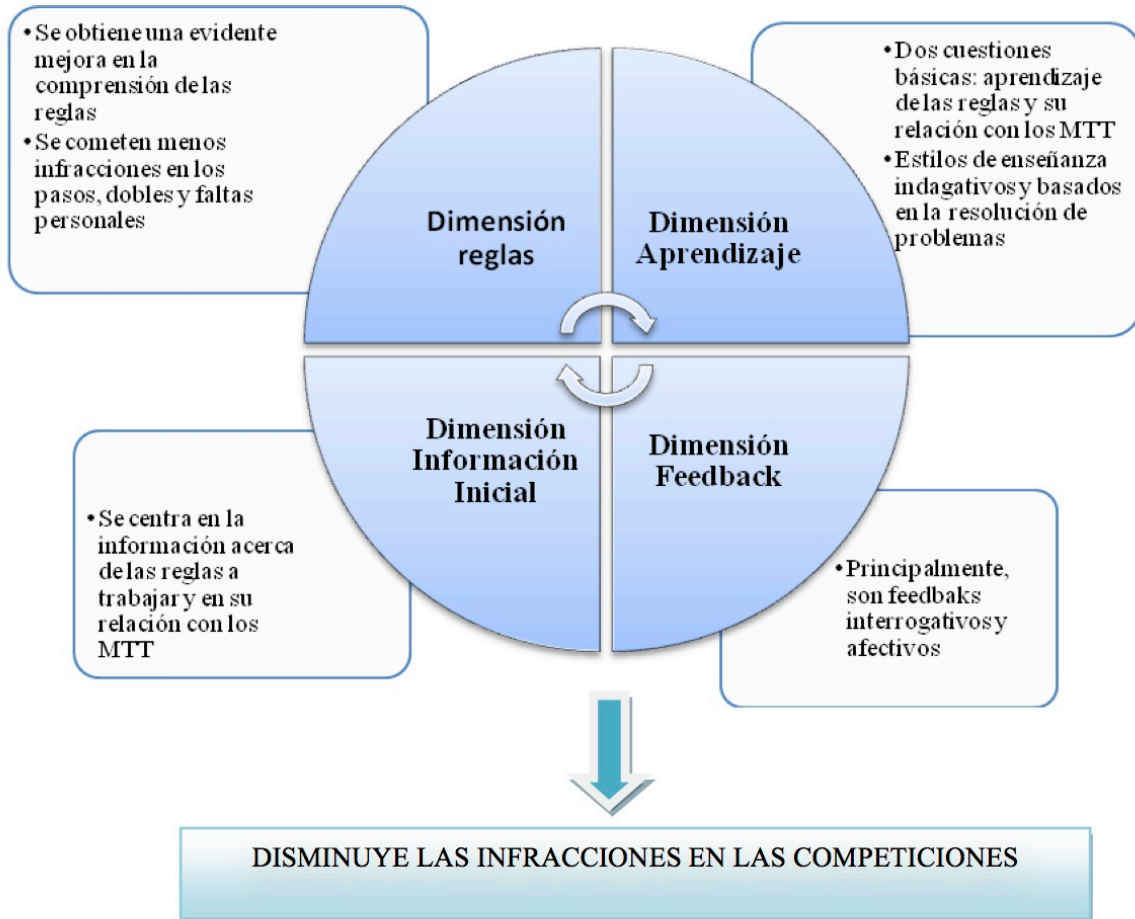 •Se obtiene una evidente
mejora en la
comprensión de las
reglas
•Se cometen menos
infracciones en los
pasos, dobles y faltas
personales
•Dos cuestiones
básicas: aprendizaje
de las reglas y su
relación con los MTT
•Estilos de enseñanza
indagativos y basados
en la resolución de
problemas
Dimensión
reglas
Dimensión
Aprendizaje
Dimensión
Información
Inicial
Dimensión
Feedback
•Se centra en la
información acerca
de las reglas a
trabajar y en su
relación con los
MTT
•Principalmente,
son feedbaks
interrogativos y
afectivos
DISMINUYE LAS INFRACCIONES EN LAS COMPETICIONES